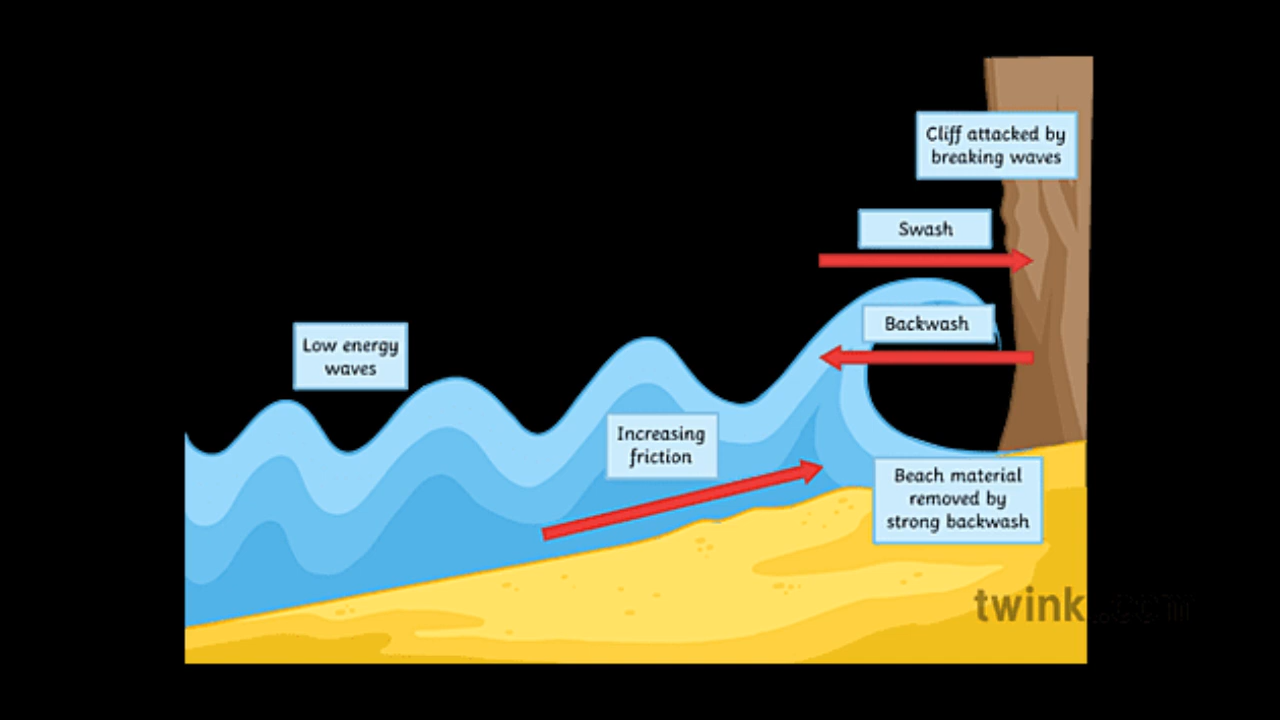 Cliff attacked by
breaking waves
Swash
Backwash
Low energy
waves
Increasing
friction
Beach material
removed by
strong backwash
twink .com